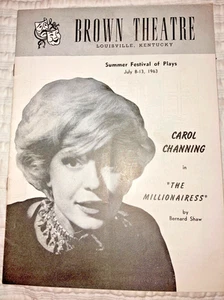 BROWN THEATRE
LOUISVILLE, KENTUCKY
Summer Festival of Plays
July 8-13, 1963
CAROL
CHANNING
in
"THE
MILLIONAIRESS"
by
Bernard Shaw